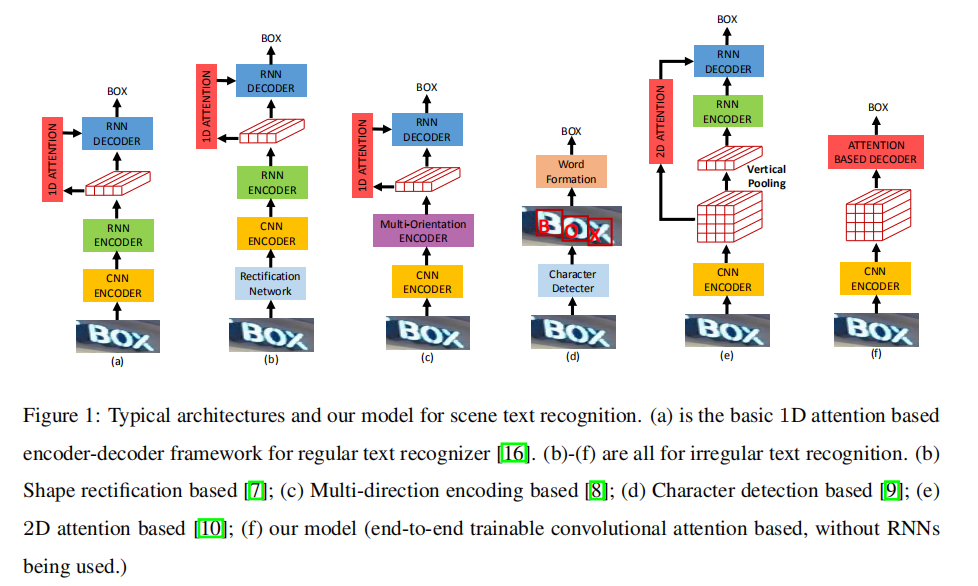 BOX
RNN
DECODER
1D ATTENTION
RNN
ENCODER
CNN
ENCODER
BOX
(a)
BOX
RNN
DECODER
1D ATTENTION
RNN
ENCODER
CNN
ENCODER
Rectification
Network
BOX
(b)
BOX
RNN
DECODER
1D ATTENTION
Multi-Orientation
ENCODER
CNN
ENCODER
BOX
(c)
BOX
Word
Formation
B O X
BOX
Character
Detecter
BOX
(d)
BOX
RNN
DECODER
2D ATTENTION
RNN
ENCODER
Vertical
Pooling
CNN
ENCODER
BOX
(e)
BOX
ATTENTION
BASED DECODER
CNN
ENCODER
BOX
(f)
Figure 1: Typical architectures and our model for scene text recognition. (a) is the basic 1D attention based
encoder-decoder framework for regular text recognizer [16]. (b)-(f) are all for irregular text recognition. (b)
Shape rectification based [7]; (c) Multi-direction encoding based [8]; (d) Character detection based [9]; (e)
2D attention based [10]; (f) our model (end-to-end trainable convolutional attention based, without RNNs
being used.)